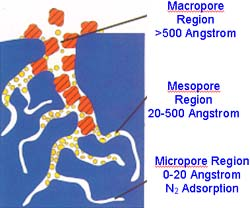 Macropore
Region
>500 Angstrom
Mesopore
Region
20-500 Angstrom
Micropore Region
0-20 Angstrom
N₂ Adsorption